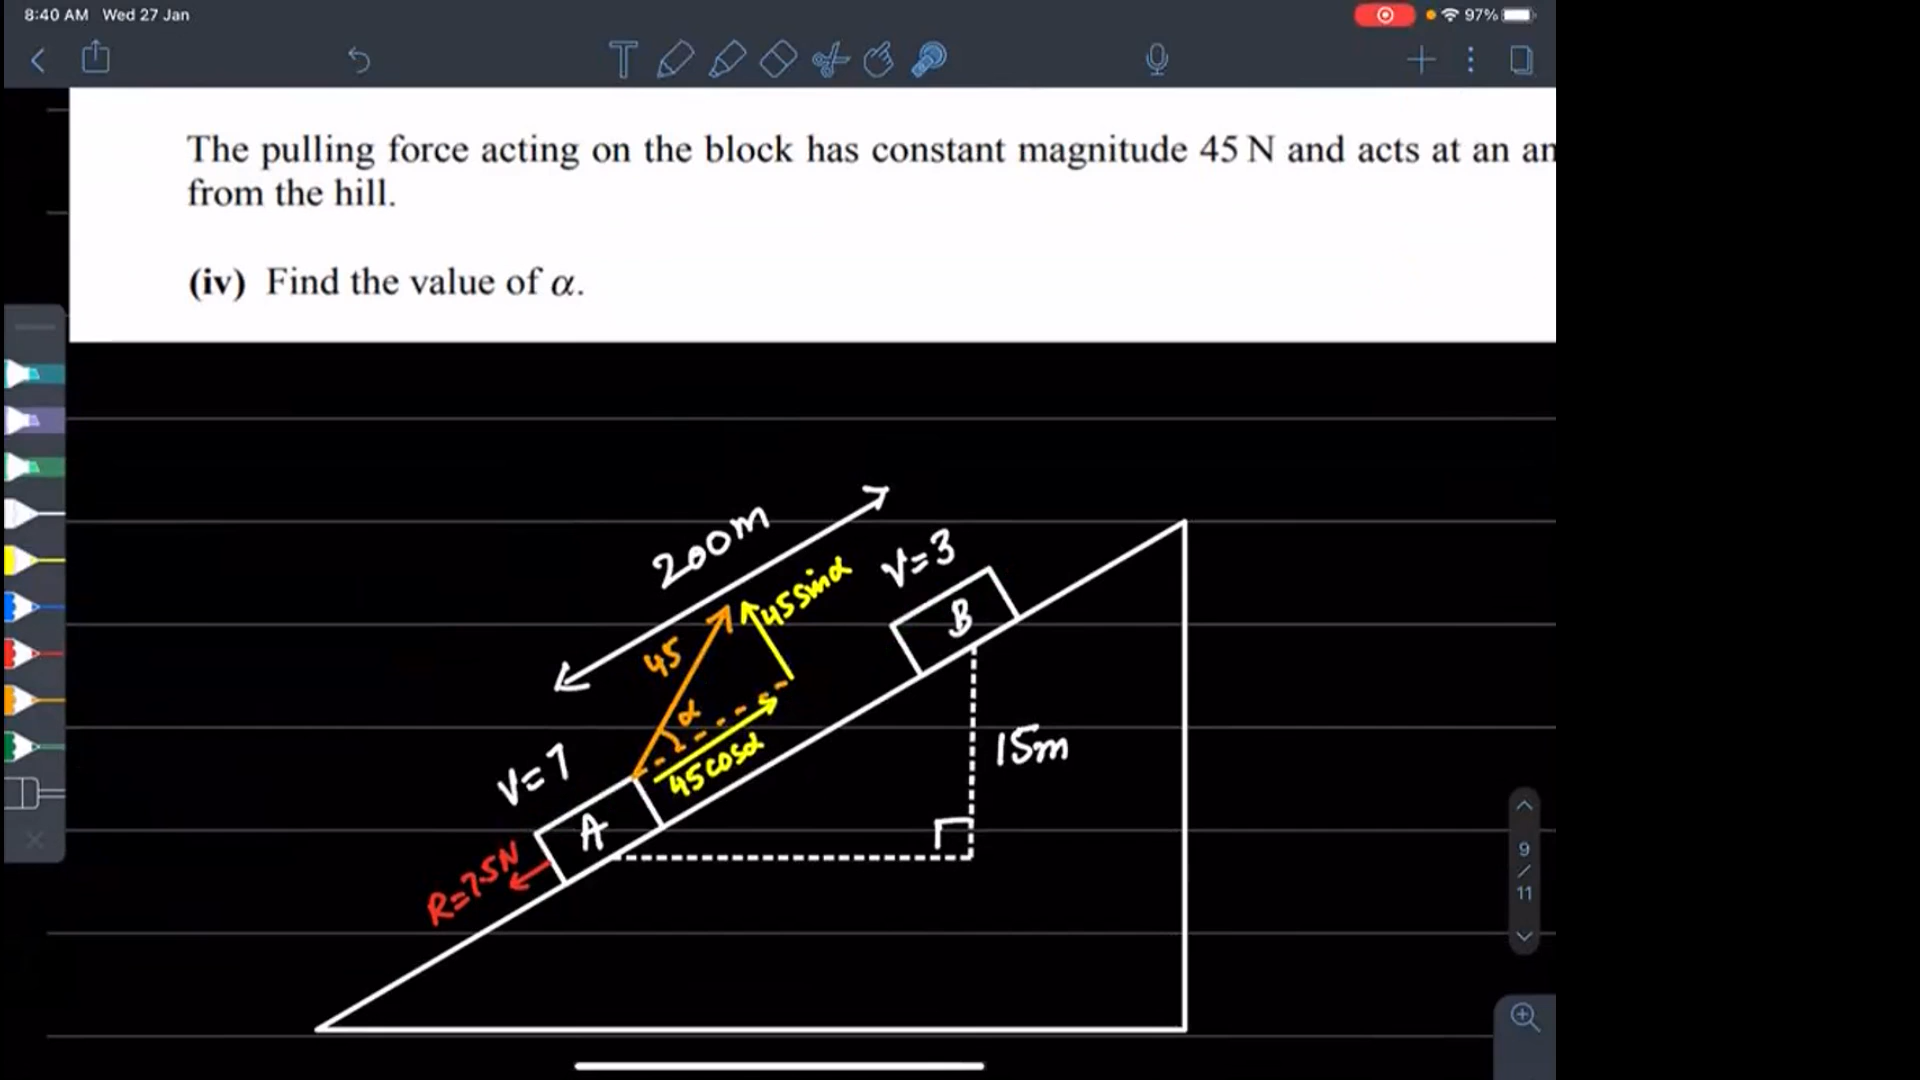 8:40 AM Wed 27 Jan
97%
The pulling force acting on the block has constant magnitude 45 N and acts at an an
from the hill.
(iv) Find the value of α.
200m
V=3
45sinα
B
45
α
15m
45cosα
V=7
A
R=75N
9
/
11